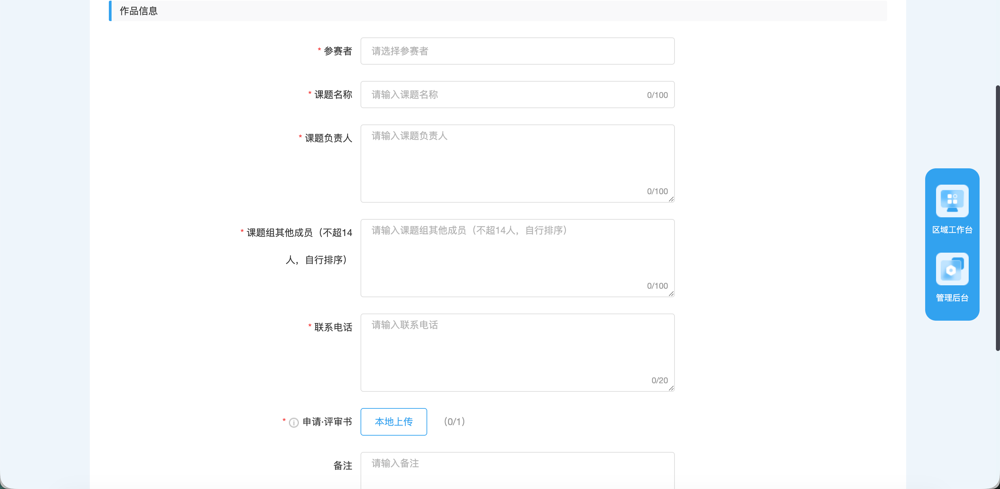 作品信息
* 参赛者
请选择参赛者
* 课题名称
请输入课题名称
0/100
* 课题负责人
请输入课题负责人
0/100
* 课题组其他成员（不超14
人，自行排序）
请输入课题组其他成员（不超14人，自行排序）
0/100
* 联系电话
请输入联系电话
0/20
* 申请·评审书
本地上传
(0/1)
备注
请输入备注
区域工作台
管理后台